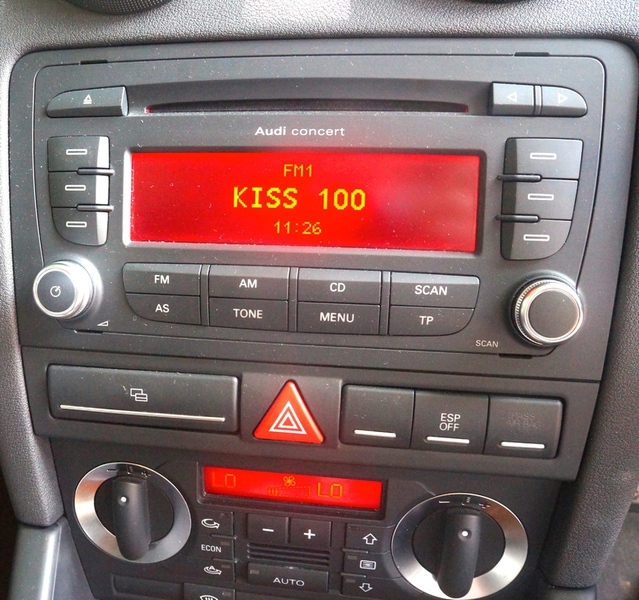 Audi concert
FM1
KISS 100
11:26
FM AM CD SCAN
AS TONE MENU TP
SCAN
ESP
OFF
LO LO
ECON
AUTO